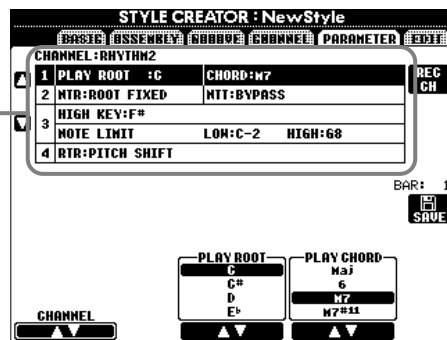 STYLE CREATOR : NewStyle
BASIC ASSEMBLY GROOVE CHANNEL PARAMETER EDIT
CHANNEL:RHYTHM2
1 PLAY ROOT :C CHORD:M7
2 NTR:ROOT FIXED NTT:BYPASS
3 HIGH KEY:F#
NOTE LIMIT LOW:C-2 HIGH:G8
4 RTR:PITCH SHIFT
REC
CH
BAR: 1
SAVE
PLAY ROOT PLAY CHORD
C Maj
C# 6
D M7
E♭ M7#11
CHANNEL